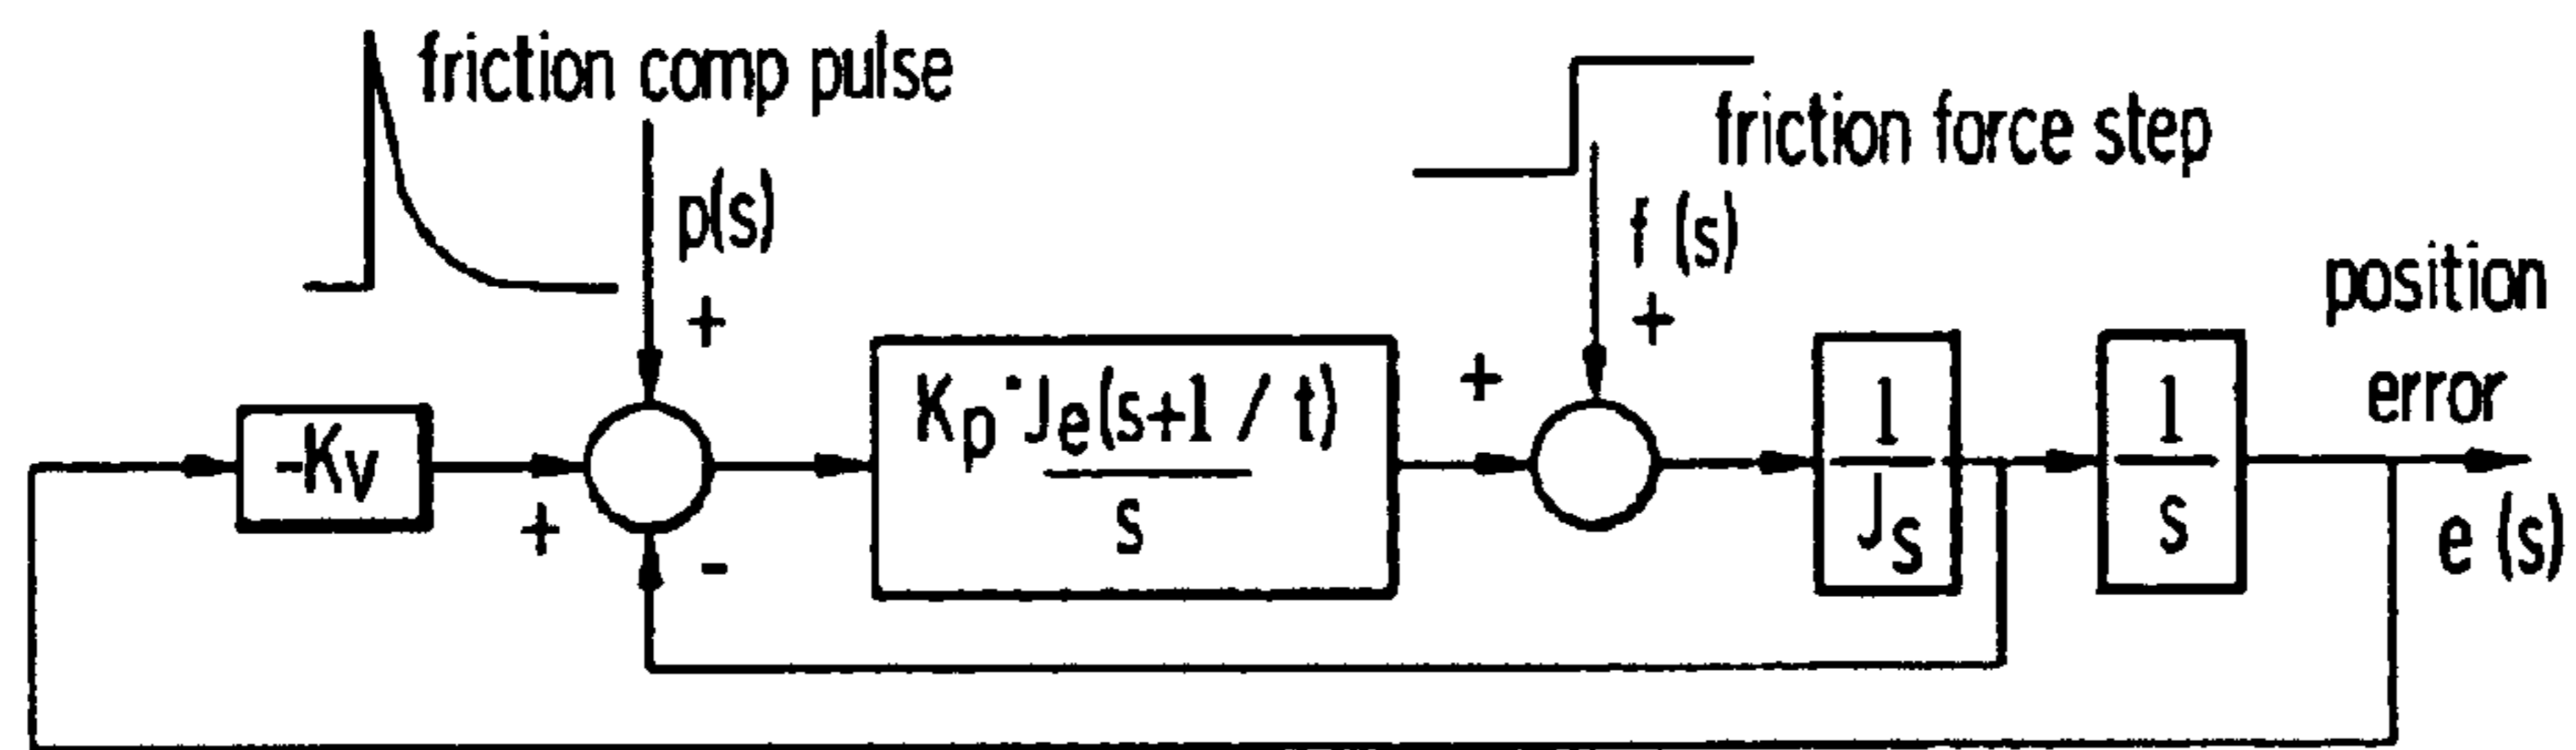 friction comp pulse
p(s)
+
friction force step
f (s)
+
position
error
e (s)
-Kv
+
-
Kp·Je(s+1 / t)
s
+
1
Js
1
s